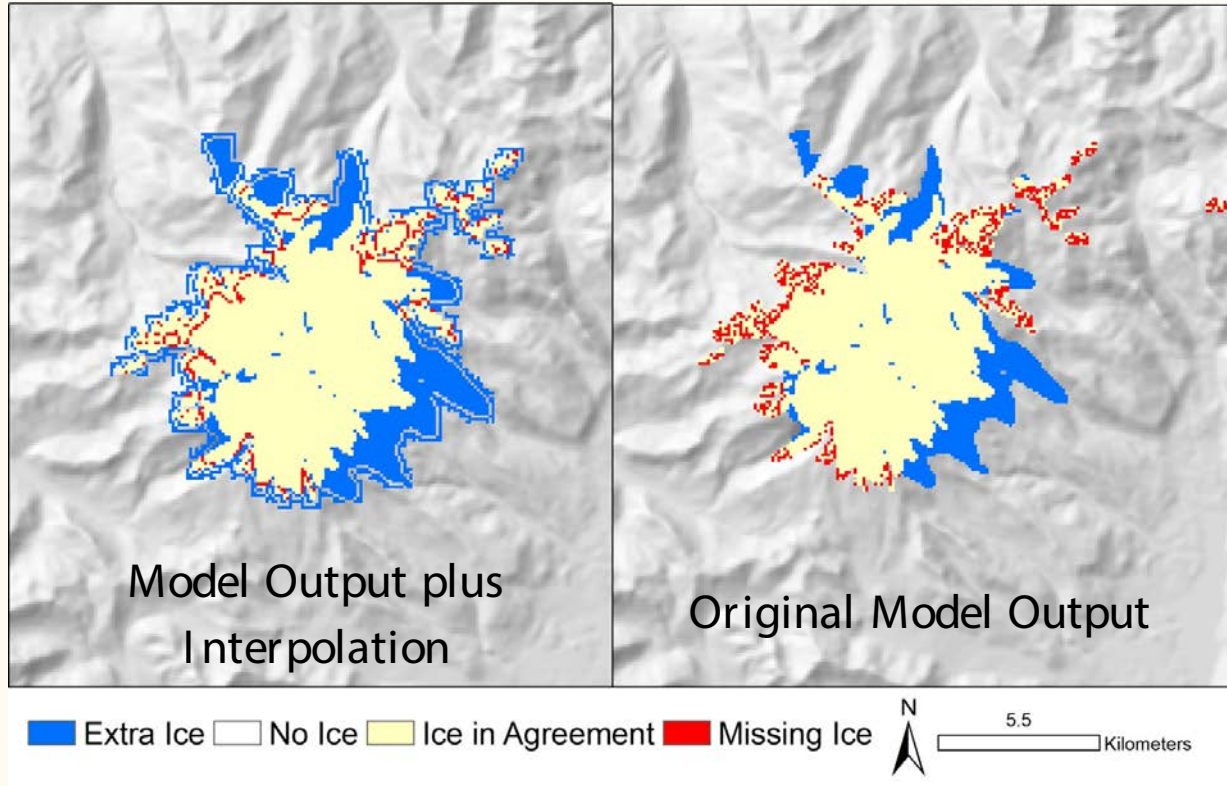 Model Output plus
Interpolation
Original Model Output
Extra Ice No Ice Ice in Agreement Missing Ice
N
5.5
Kilometers